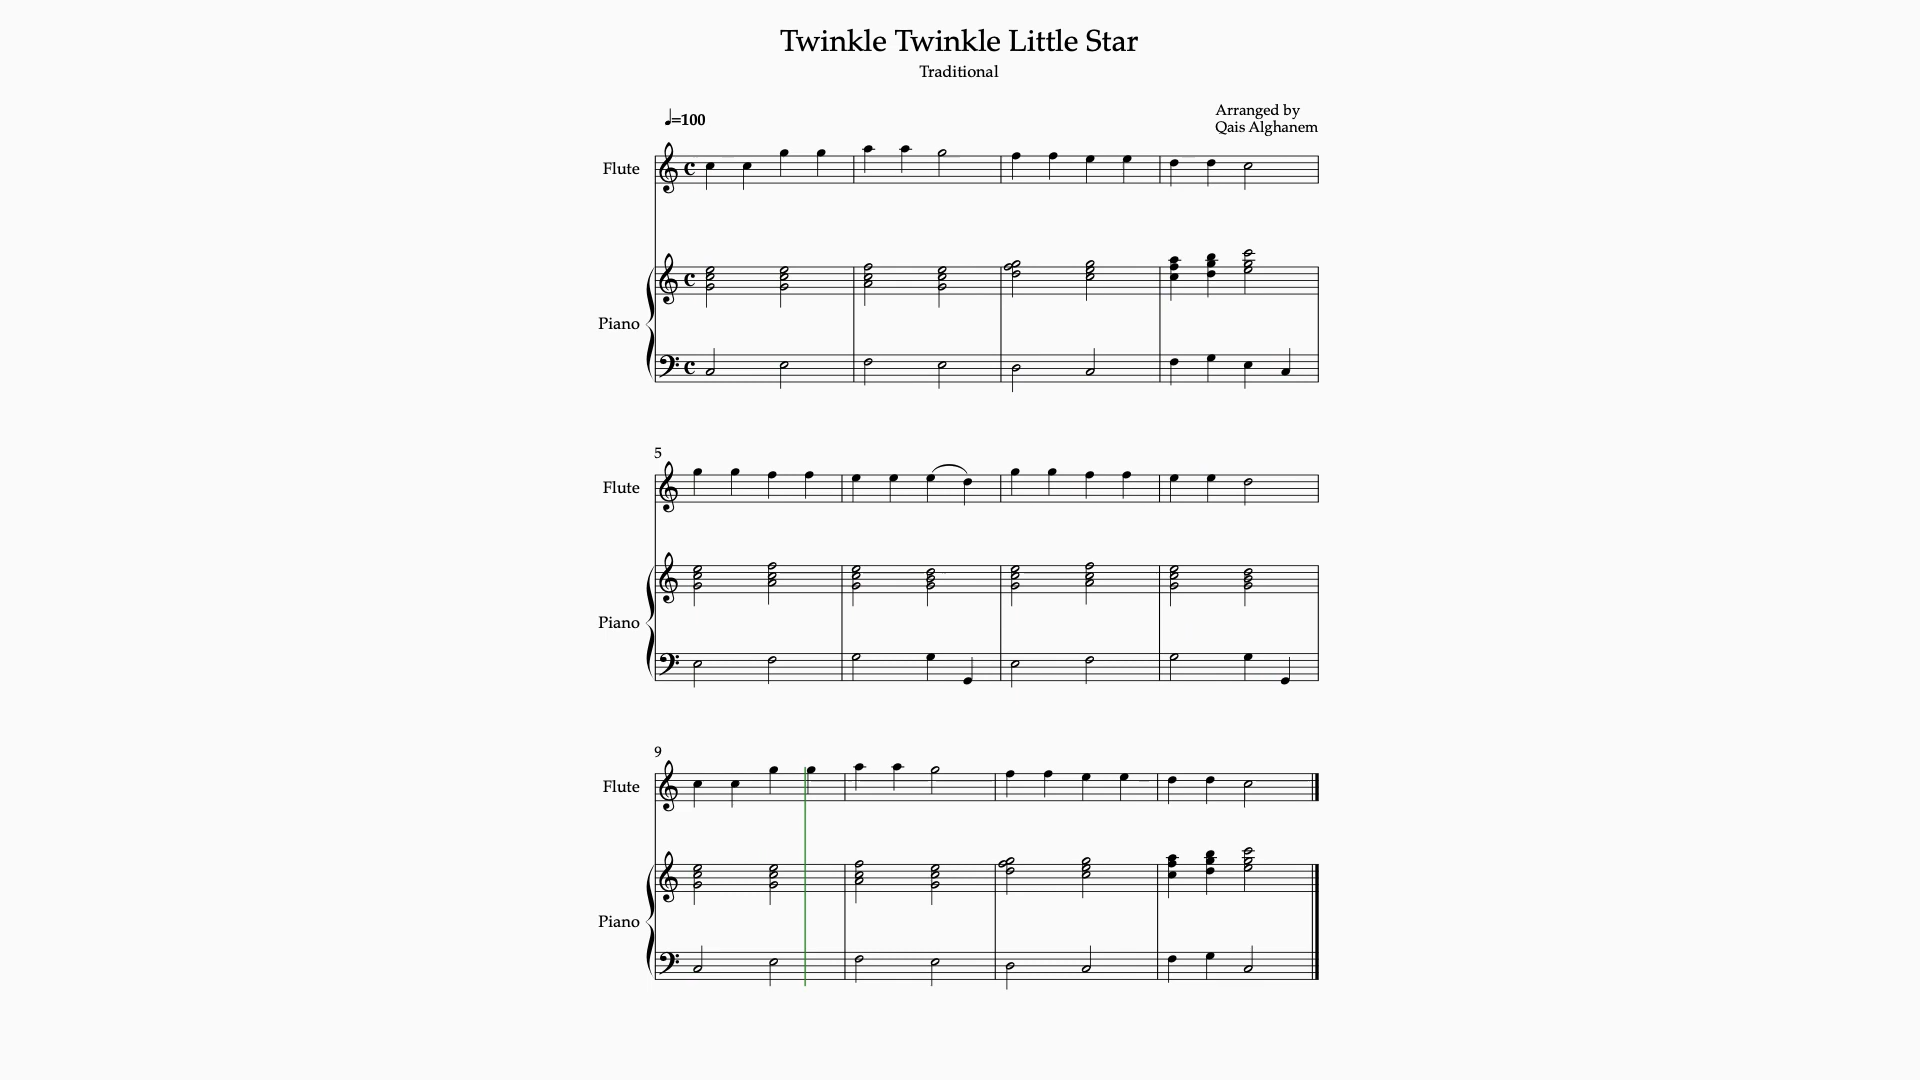 Twinkle Twinkle Little Star
Traditional
♩=100
Arranged by
Qais Alghanem
Flute
Piano
5
Flute
Piano
9
Flute
Piano